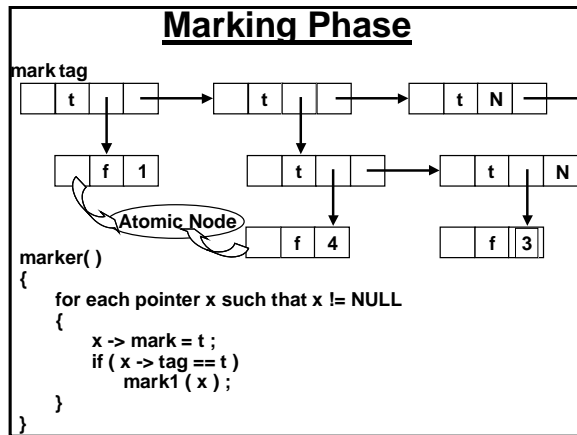 Marking Phase
mark tag
t t t N
f 1 t t N
Atomic Node
f 4 f 3
marker( )
{
for each pointer x such that x != NULL
{
x -> mark = t ;
if ( x -> tag == t )
mark1 ( x ) ;
}
}